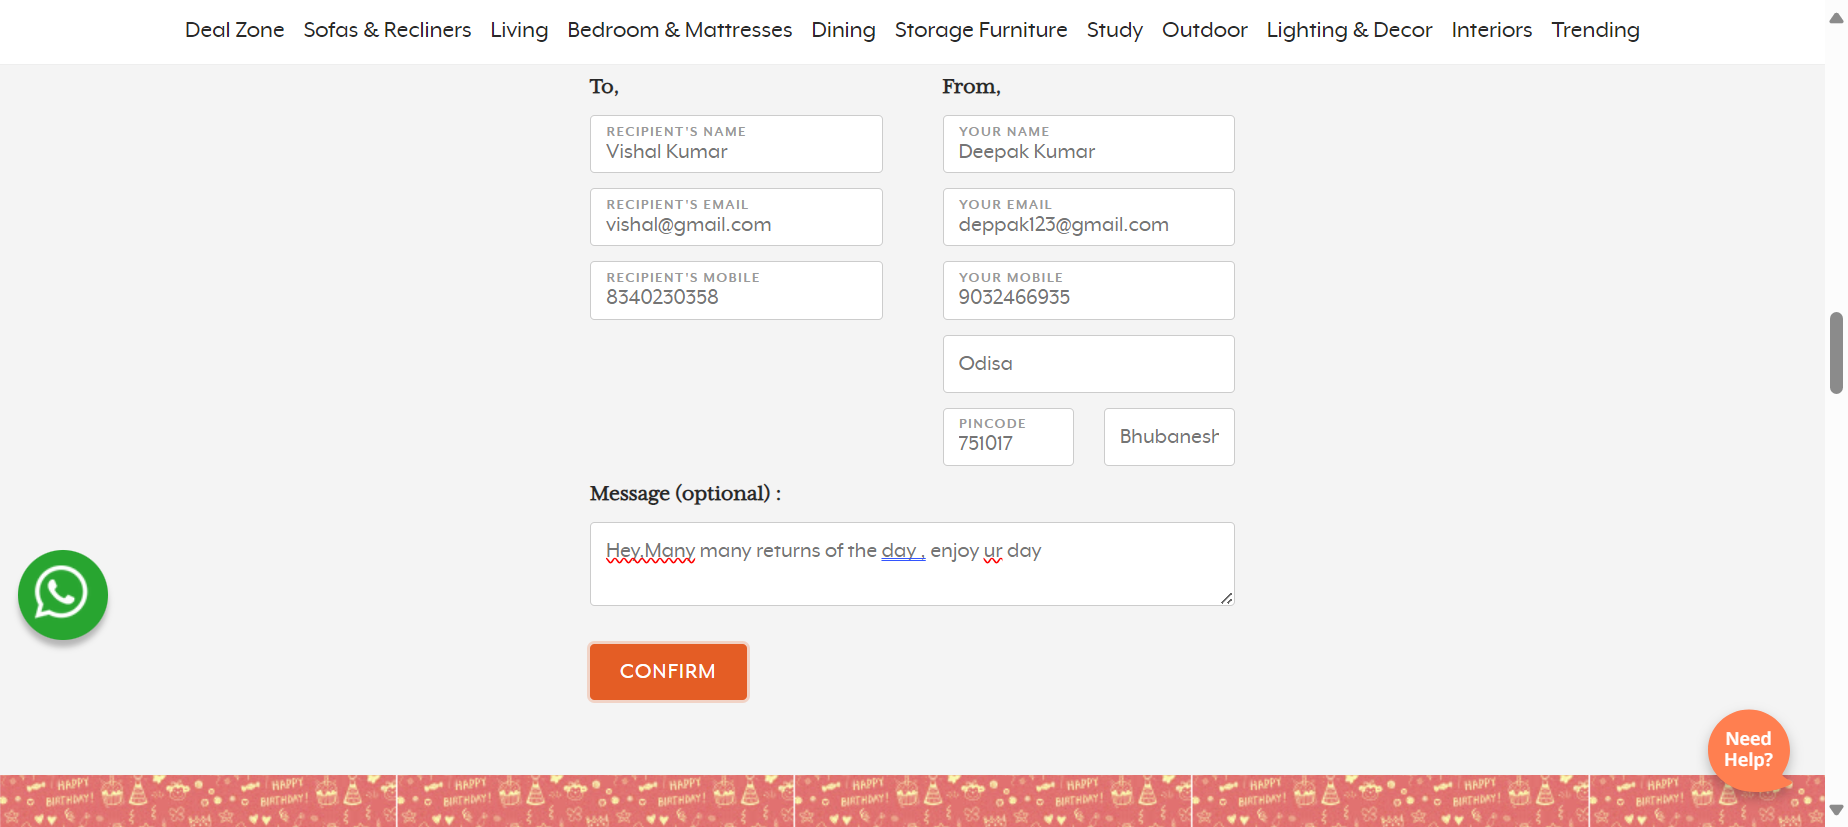 Deal Zone Sofas & Recliners Living Bedroom & Mattresses Dining Storage Furniture Study Outdoor Lighting & Decor Interiors Trending
To,
RECIPIENT'S NAME
Vishal Kumar
RECIPIENT'S EMAIL
vishal@gmail.com
RECIPIENT'S MOBILE
8340230358
From,
YOUR NAME
Deepak Kumar
YOUR EMAIL
deppak123@gmail.com
YOUR MOBILE
9032466935
Odisa
PINCODE
751017
Bhubanesh
Message (optional) :
Hey,Many many returns of the day , enjoy ur day
CONFIRM
Need
Help?
HAPPY BIRTHDAY!
HAPPY BIRTHDAY!
HAPPY BIRTHDAY!
HAPPY BIRTHDAY!
HAPPY BIRTHDAY!
HAPPY BIRTHDAY!
HAPPY BIRTHDAY!
HAPPY BIRTHDAY!
HAPPY BIRTHDAY!